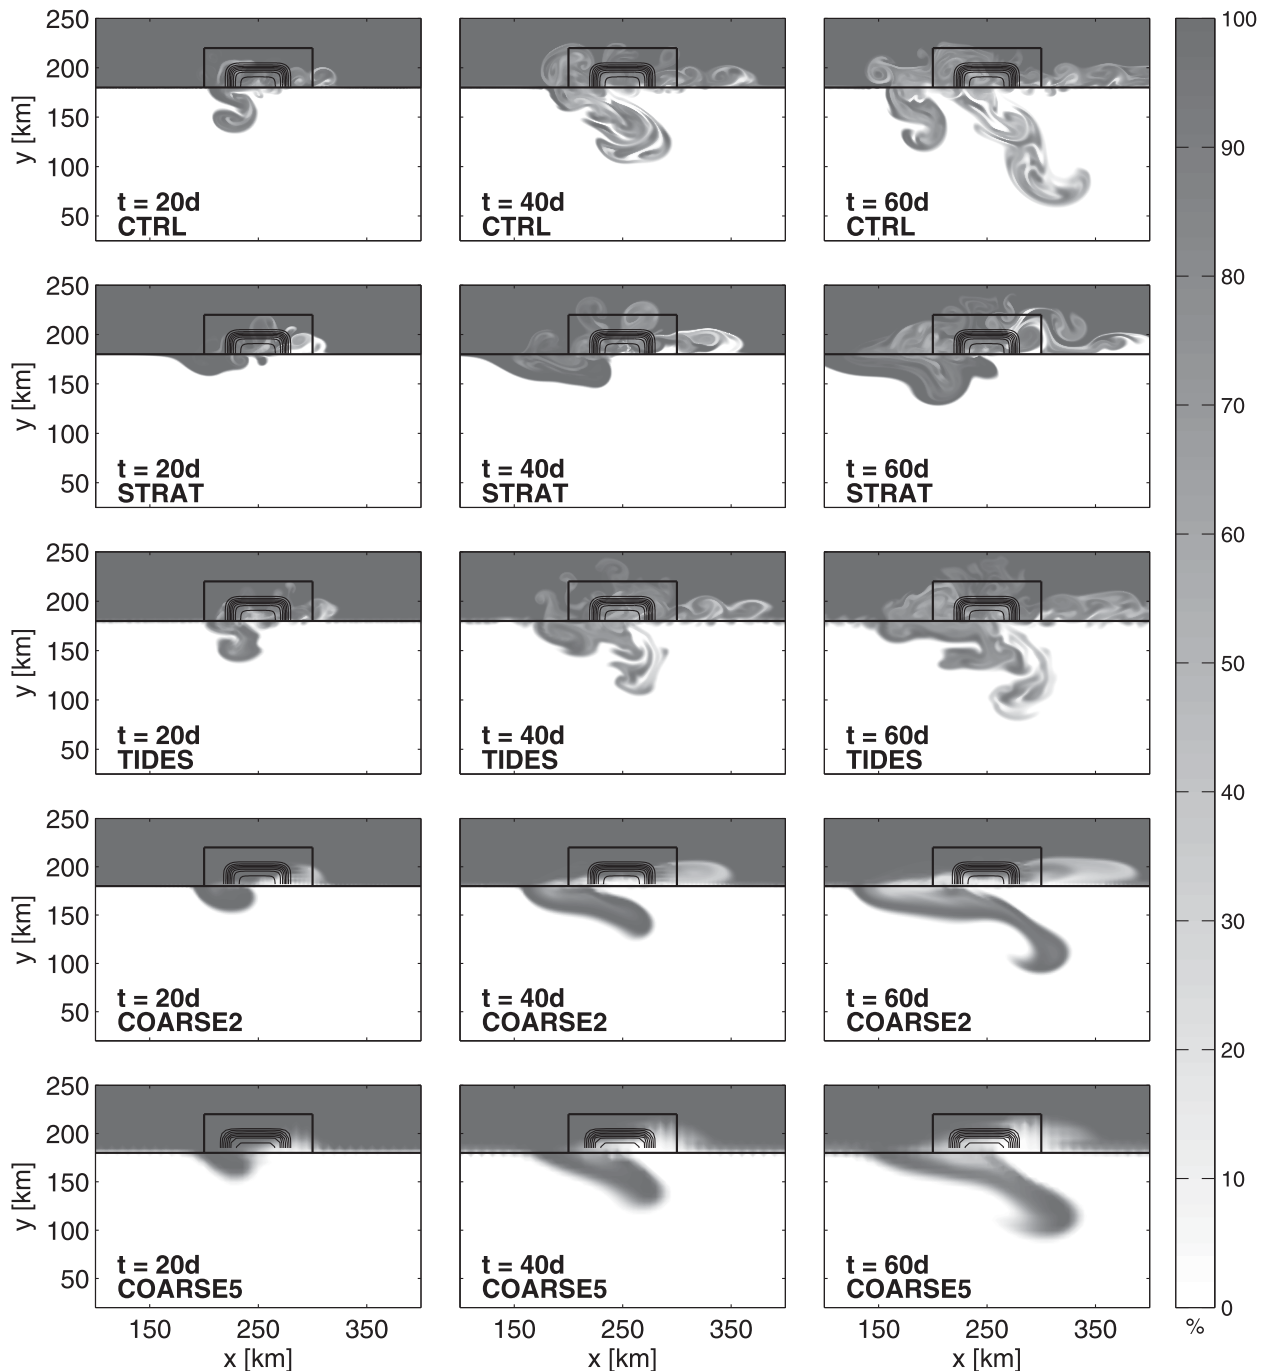 250
200
150
100
50
y [km]
t = 20d
CTRL
t = 40d
CTRL
t = 60d
CTRL
250
200
150
100
50
y [km]
t = 20d
STRAT
t = 40d
STRAT
t = 60d
STRAT
250
200
150
100
50
y [km]
t = 20d
TIDES
t = 40d
TIDES
t = 60d
TIDES
250
200
150
100
50
y [km]
t = 20d
COARSE2
t = 40d
COARSE2
t = 60d
COARSE2
250
200
150
100
50
y [km]
t = 20d
COARSE5
t = 40d
COARSE5
t = 60d
COARSE5
150 250 350
x [km]
150 250 350
x [km]
150 250 350
x [km]
100
90
80
70
60
50
40
30
20
10
0
%